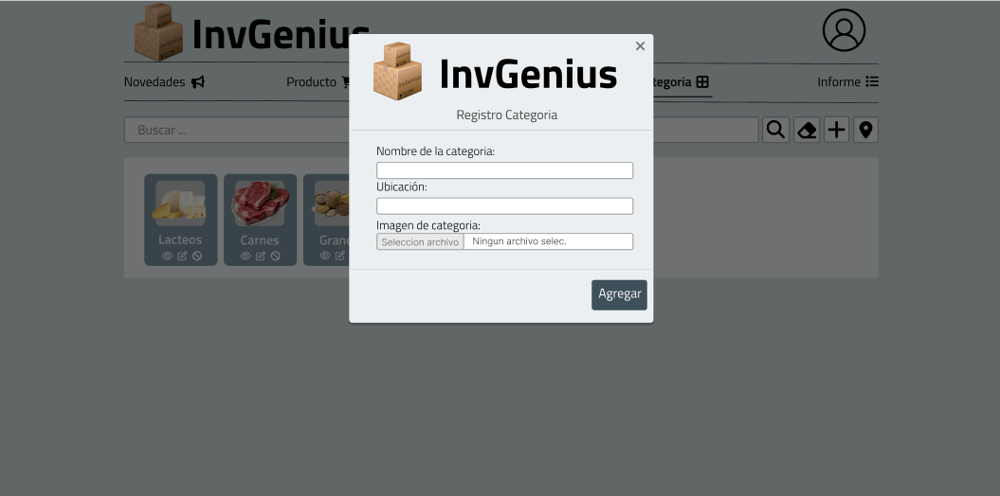 InvGenius
InvGenius
Registro Categoria
Novedades
Producto
tegoria
Informe
Buscar ...
Nombre de la categoria:
Ubicación:
Imagen de categoria:
Seleccion archivo Ningun archivo selec.
Agregar
Lacteos
Carnes
Gran